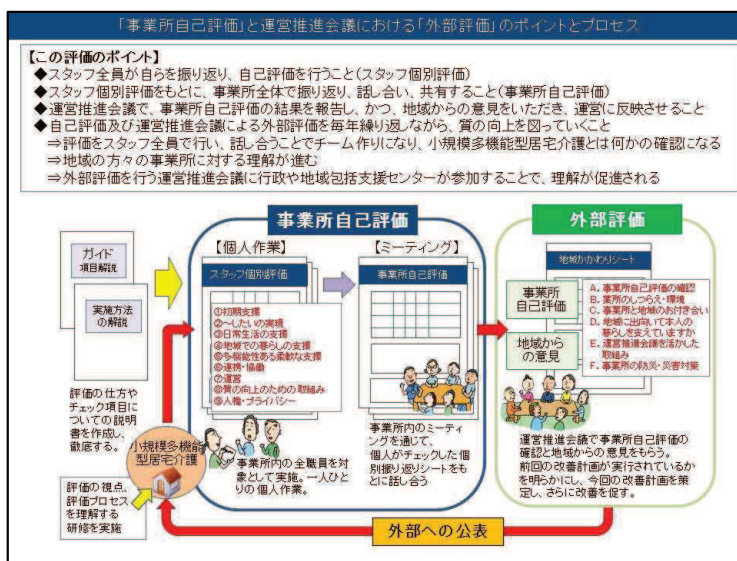 「事業所自己評価」と運営推進会議における「外部評価」のポイントとプロセス
【この評価のポイント】
◆スタッフ全員が自らを振り返り、自己評価を行うこと(スタッフ個別評価)
◆スタッフ個別評価をもとに、事業所全体で振り返り、話し合い、共有すること(事業所自己評価)
◆運営推進会議で、事業所自己評価の結果を報告し、かつ、地域からの意見をいただき、運営に反映させること
◆自己評価及び運営推進会議による外部評価を毎年繰り返しながら、質の向上を図っていくこと
⇒評価をスタッフ全員で行い、話し合うことでチーム作りになり、小規模多機能型居宅介護とは何かの確認になる
⇒地域の方々の事業所に対する理解が進む
⇒外部評価を行う運営推進会議に行政や地域包括支援センターが参加することで、理解が促進される
ガイド
項目解説
実施方法
の解説
評価の仕方や
チェック項目に
ついての説明
書を作成し、
徹底する。
小規模多機能
型居宅介護
評価の視点、
評価プロセス
を理解する
研修を実施
事業所自己評価
【個人作業】
スタッフ個別評価
①初期支援
②~したいの実現
③日常生活の支援
④地域での暮らしの支援
⑤多機能性ある柔軟な支援
⑥連携・協働
⑦運営
⑧質の向上のための取組み
⑨人権・プライバシー
事業所内の全職員を対
象として実施。一人ひと
りの個人作業。
【ミーティング】
事業所自己評価
事業所内のミーティ
ングを通じて、
個人がチェックした個
別振り返りシートをも
とに話し合う
外部評価
地域かかわりシート
事業所
自己評価
地域から
の意見
A. 事業所自己評価の確認
B. 業所のしつらえ・環境
C. 事業所と地域のお付き合い
D. 地域に出向いて本人の
暮らしを支えていますか
E. 運営推進会議を活かした
取組み
F. 事業所の防災・災害対策
運営推進会議で事業所自己評価の
確認と地域からの意見をもらう。
前回の改善計画が実行されているか
を明らかにし、今回の改善計画を策
定し、さらに改善を促す。
外部への公表